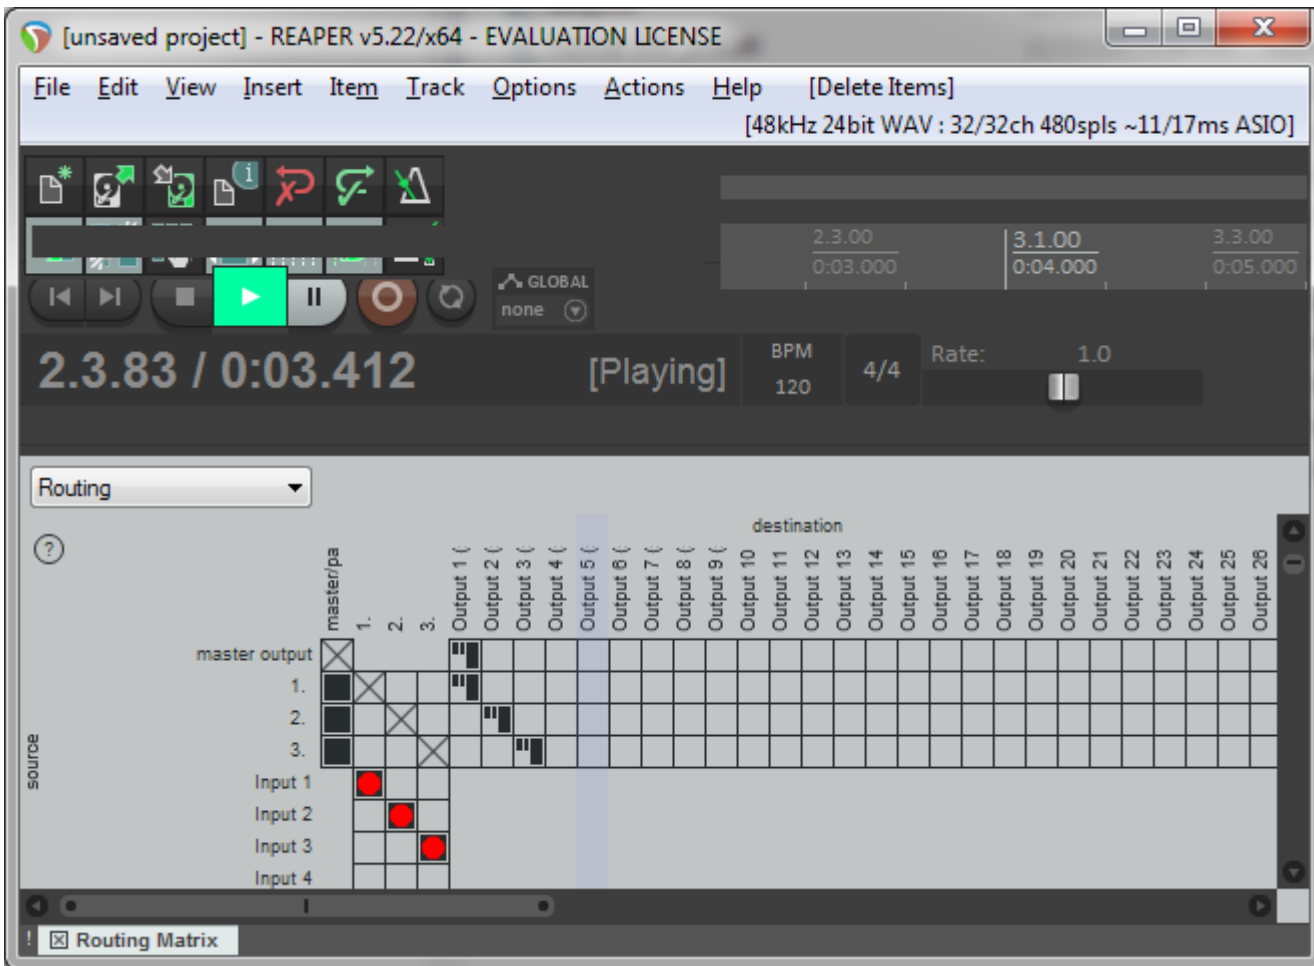 [unsaved project] - REAPER v5.22/x64 - EVALUATION LICENSE
File Edit View Insert Item Track Options Actions Help [Delete Items]
[48kHz 24bit WAV : 32/32ch 480spls ~11/17ms ASIO]
2.3.00 3.1.00 3.3.00
0:03.000 0:04.000 0:05.000
GLOBAL
none
2.3.83 / 0:03.412 [Playing]
BPM
120
4/4
Rate: 1.0
Routing
destination
?
master/pa
1.
2.
3.
Output 1 (
Output 2 (
Output 3 (
Output 4 (
Output 5 (
Output 6 (
Output 7 (
Output 8 (
Output 9 (
Output 10
Output 11
Output 12
Output 13
Output 14
Output 15
Output 16
Output 17
Output 18
Output 19
Output 20
Output 21
Output 22
Output 23
Output 24
Output 25
Output 26
source
master output
1.
2.
3.
Input 1
Input 2
Input 3
Input 4
! Routing Matrix